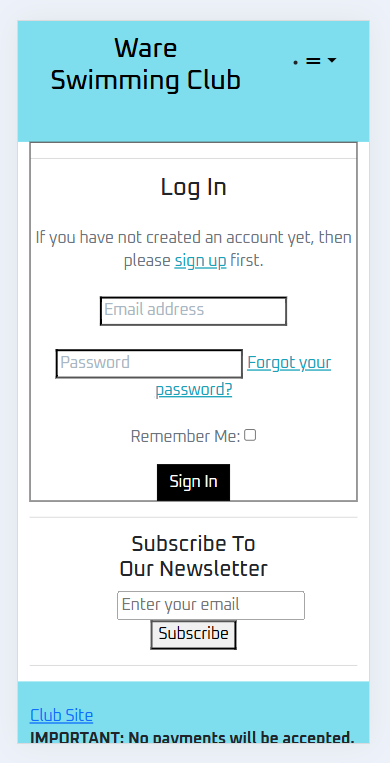 Ware
Swimming Club
Log In
If you have not created an account yet, then
please sign up first.
Email address
Password Forgot your
password?
Remember Me:
Sign In
Subscribe To
Our Newsletter
Enter your email
Subscribe
Club Site
IMPORTANT: No payments will be accepted.